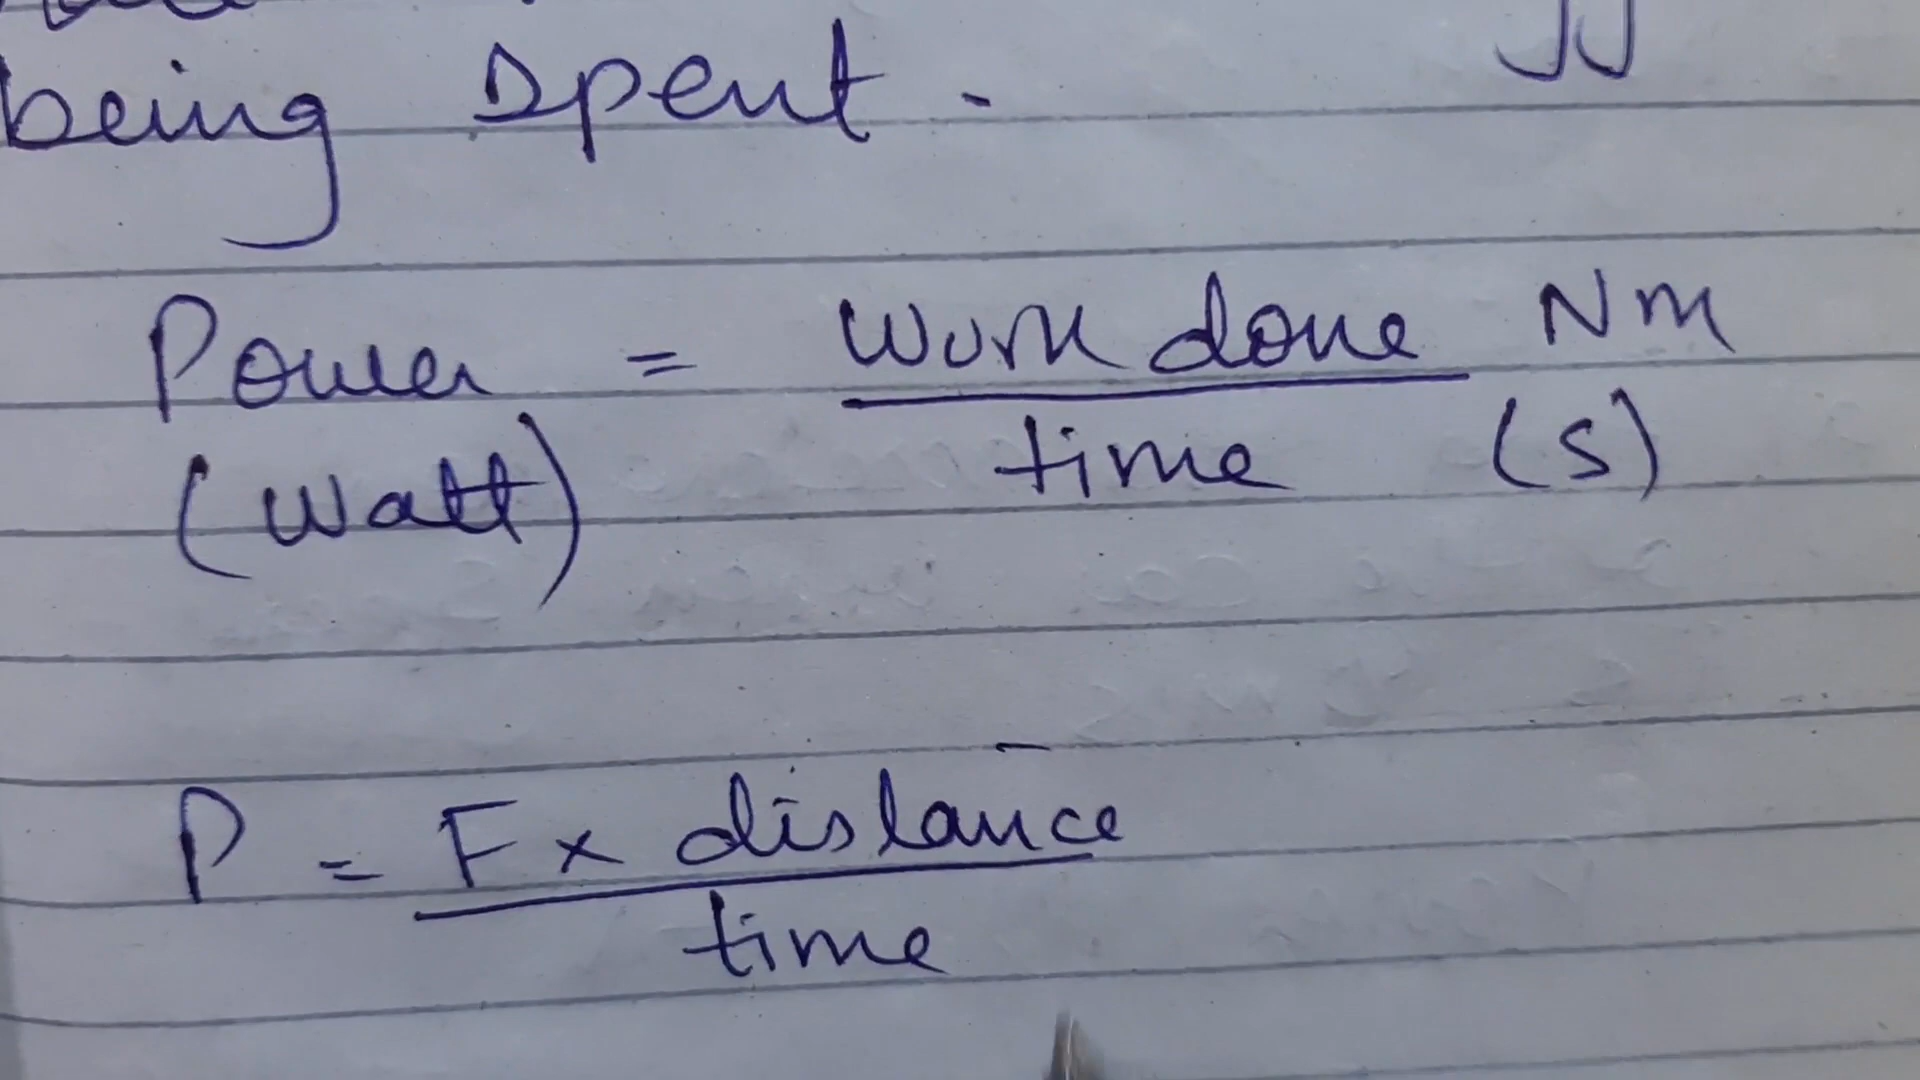 being spent.
Power = Work done Nm
(Watt) time (s)
P = F x distance
time